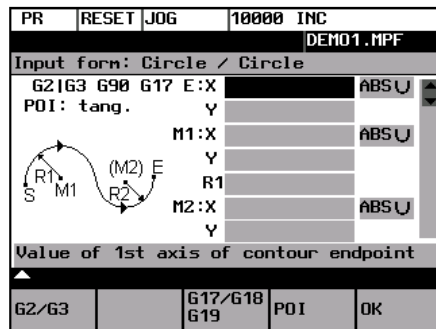 PR RESET JOG 10000 INC
DEMO1.MPF
Input form: Circle / Circle
G2|G3 G90 G17 E:X ABS
POI: tang. Y
M1:X ABS
Y
R1
M2:X ABS
Y
R1 (M2) E
S M1 R2
Value of 1st axis of contour endpoint
G2/G3 G17/G18 G19 POI OK